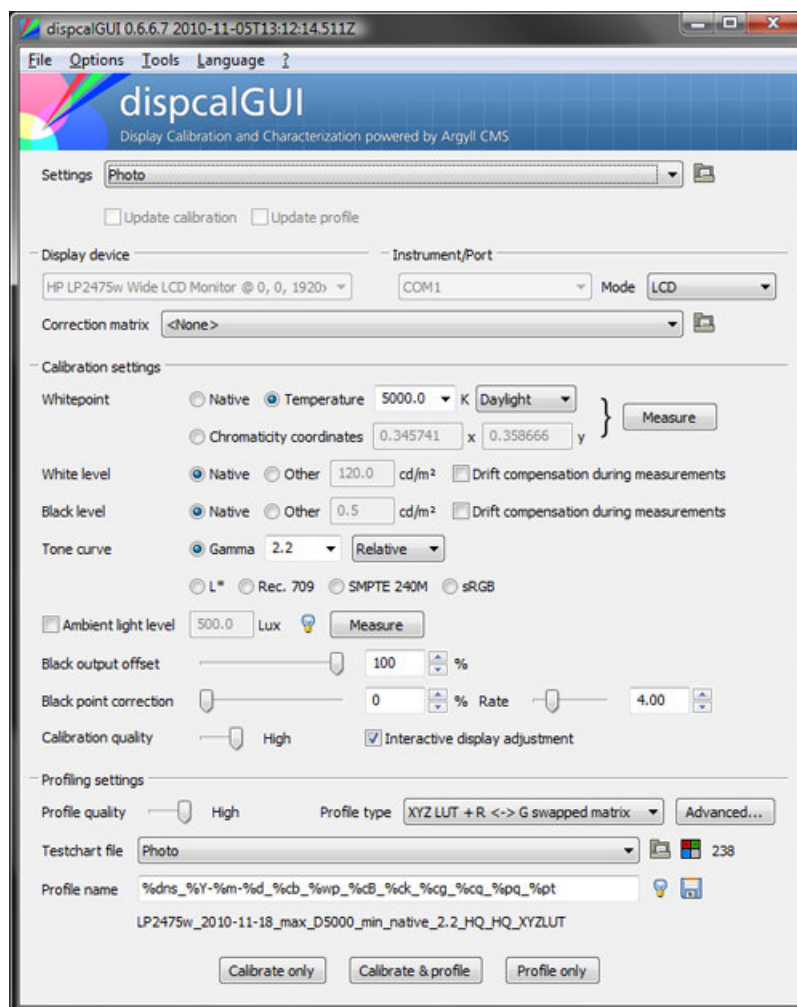 dispcalGUI 0.6.6.7 2010-11-05T13:12:14.511Z
File Options Tools Language ?
dispcalGUI
Display Calibration and Characterization powered by Argyll CMS
Settings Photo
Update calibration Update profile
Display device Instrument/Port
HP LP2475w Wide LCD Monitor @ 0, 0, 1920x COM1 Mode LCD
Correction matrix <None>
Calibration settings
Whitepoint Native Temperature 5000.0 K Daylight
Measure
Chromaticity coordinates 0.345741 x 0.358666 y
White level Native Other 120.0 cd/m² Drift compensation during measurements
Black level Native Other 0.5 cd/m² Drift compensation during measurements
Tone curve Gamma 2.2 Relative
L* Rec. 709 SMPTE 240M sRGB
Ambient light level 500.0 Lux Measure
Black output offset 100 %
Black point correction 0 % Rate 4.00
Calibration quality High Interactive display adjustment
Profiling settings
Profile quality High Profile type XYZ LUT + R <-> G swapped matrix Advanced...
Testchart file Photo 238
Profile name %dns_%Y-%m-%d_%cb_%wp_%cB_%ck_%cg_%cq_%pq_%pt
LP2475w_2010-11-18_max_D5000_min_native_2.2_HQ_HQ_XYZLUT
Calibrate only Calibrate & profile Profile only